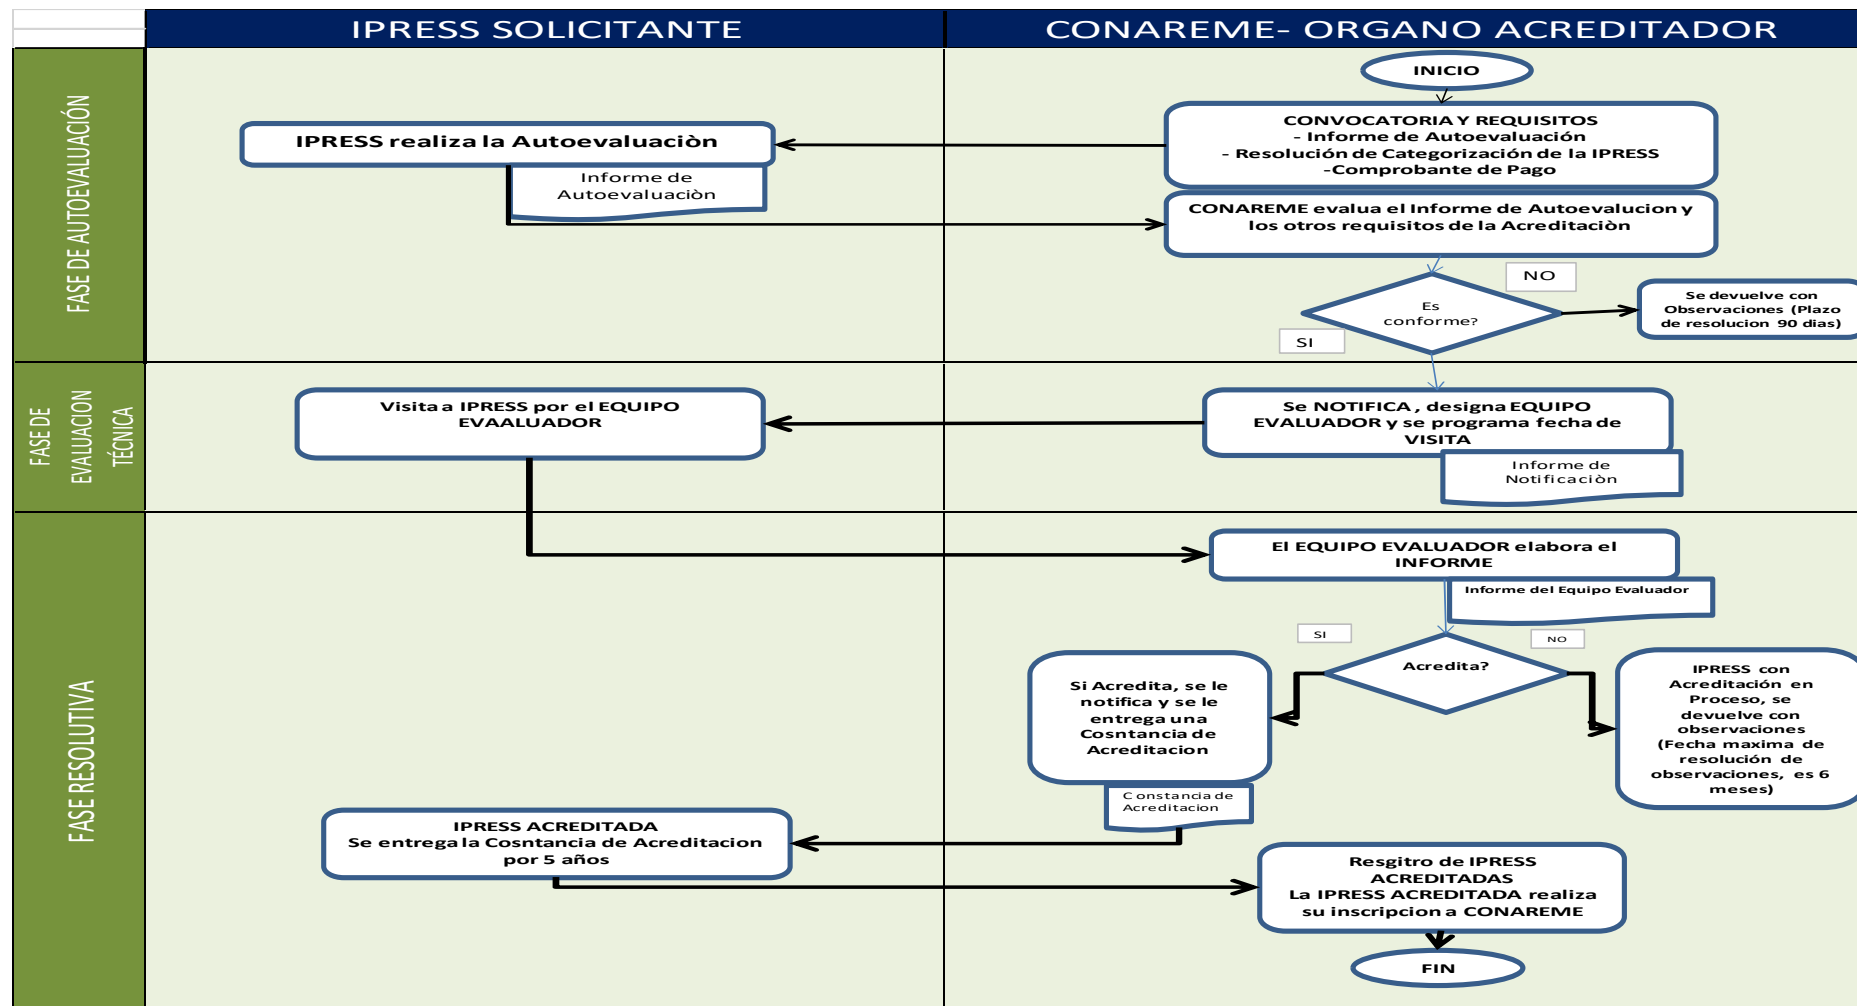 IPRESS SOLICITANTE
CONAREME- ORGANO ACREDITADOR
FASE DE AUTOEVALUACIÓN
INICIO
CONVOCATORIA Y REQUISITOS
- Informe de Autoevaluación
- Resolución de Categorización de la IPRESS
-Comprobante de Pago
IPRESS realiza la Autoevaluaciòn
Informe de
Autoevaluaciòn
CONAREME evalua el Informe de Autoevalucion y
los otros requisitos de la Acreditaciòn
Es
conforme?
NO
SI
Se devuelve con
Observaciones (Plazo
de resolucion 90 dias)
FASE DE
EVALUACION
TÉCNICA
Visita a IPRESS por el EQUIPO
EVAALUADOR
Se NOTIFICA , designa EQUIPO
EVALUADOR y se programa fecha de
VISITA
Informe de
Notificaciòn
FASE RESOLUTIVA
El EQUIPO EVALUADOR elabora el
INFORME
Informe del Equipo Evaluador
SI
NO
Acredita?
Si Acredita, se le
notifica y se le
entrega una
Cosntancia de
Acreditacion
IPRESS con
Acreditación en
Proceso, se
devuelve con
observaciones
(Fecha maxima de
resolución de
observaciones, es 6
meses)
Constancia de
Acreditacion
IPRESS ACREDITADA
Se entrega la Cosntancia de Acreditacion
por 5 años
Resgitro de IPRESS
ACREDITADAS
La IPRESS ACREDITADA realiza
su inscripcion a CONAREME
FIN